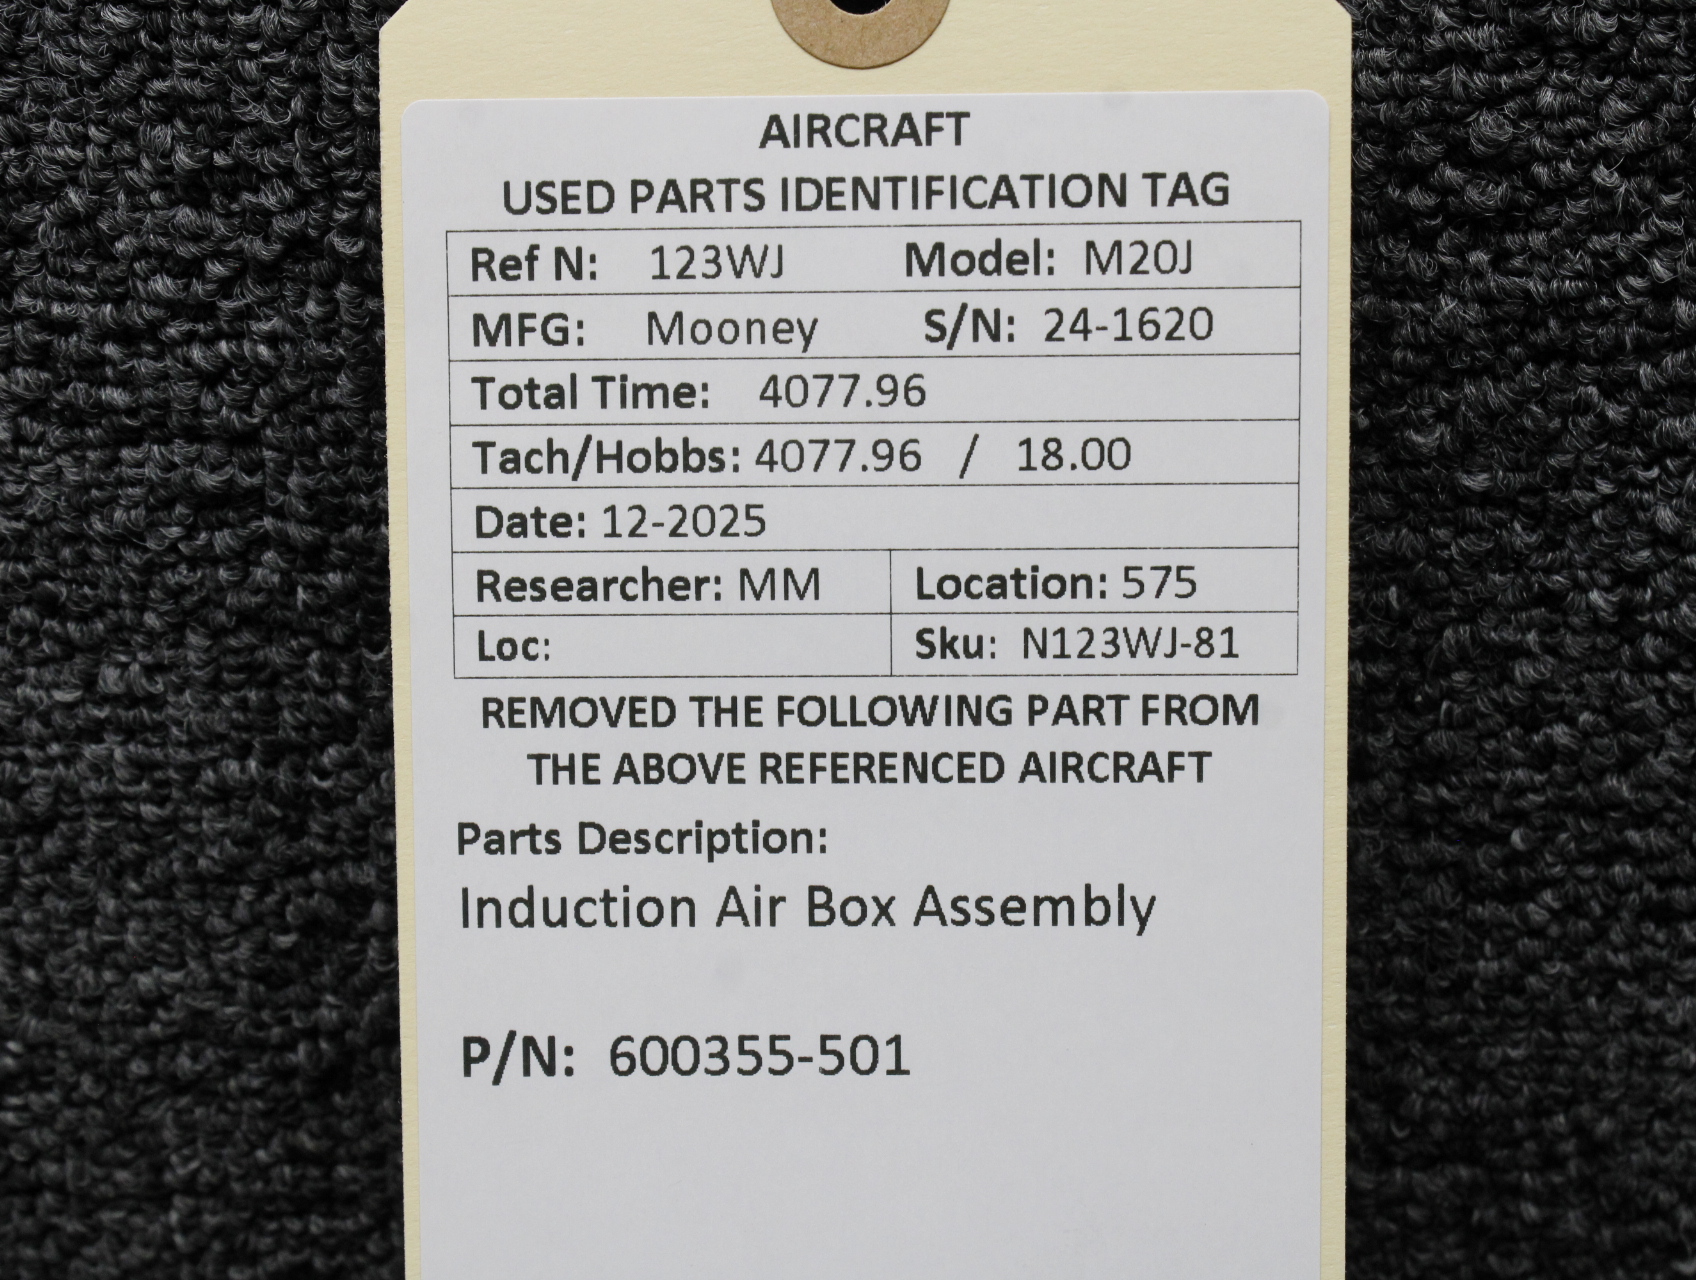 AIRCRAFT
USED PARTS IDENTIFICATION TAG
Ref N: 123WJ Model: M20J
MFG: Mooney S/N: 24-1620
Total Time: 4077.96
Tach/Hobbs: 4077.96 / 18.00
Date: 12-2025
Researcher: MM Location: 575
Loc: Sku: N123WJ-81
REMOVED THE FOLLOWING PART FROM
THE ABOVE REFERENCED AIRCRAFT
Parts Description:
Induction Air Box Assembly
P/N: 600355-501